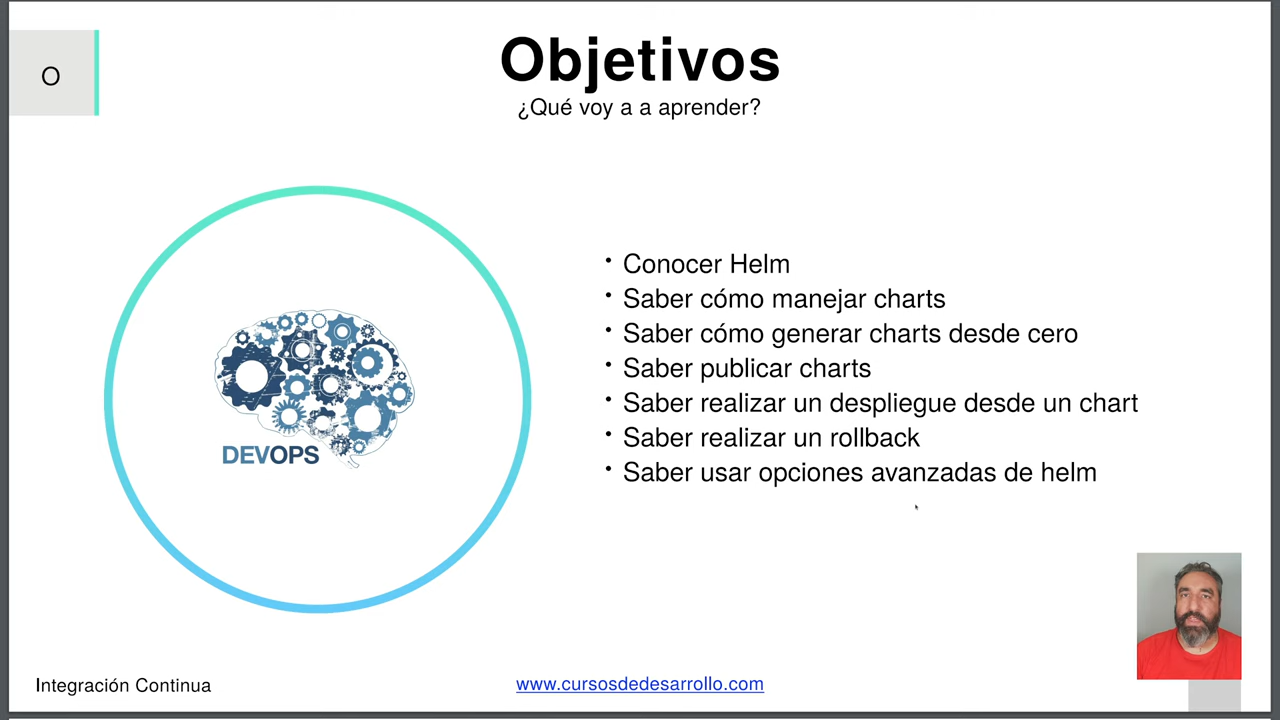 O
Objetivos
¿Qué voy a a aprender?
DEVOPS
• Conocer Helm
• Saber cómo manejar charts
• Saber cómo generar charts desde cero
• Saber publicar charts
• Saber realizar un despliegue desde un chart
• Saber realizar un rollback
• Saber usar opciones avanzadas de helm
Integración Continua
www.cursosdedesarrollo.com